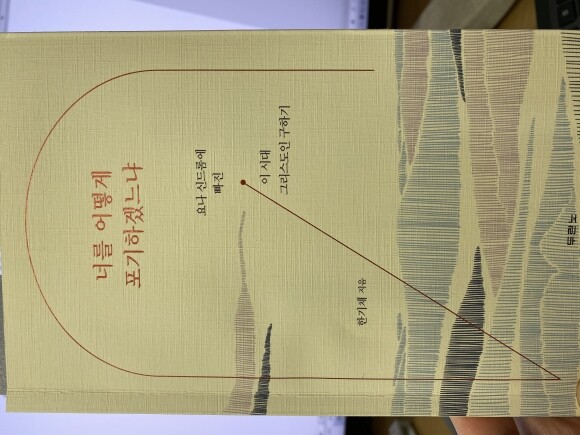 너를 어떻게
포기하겠느냐
요나 신드롬에
빠진
이 시대
그리스도인 구하기
한기채 지음
두란노